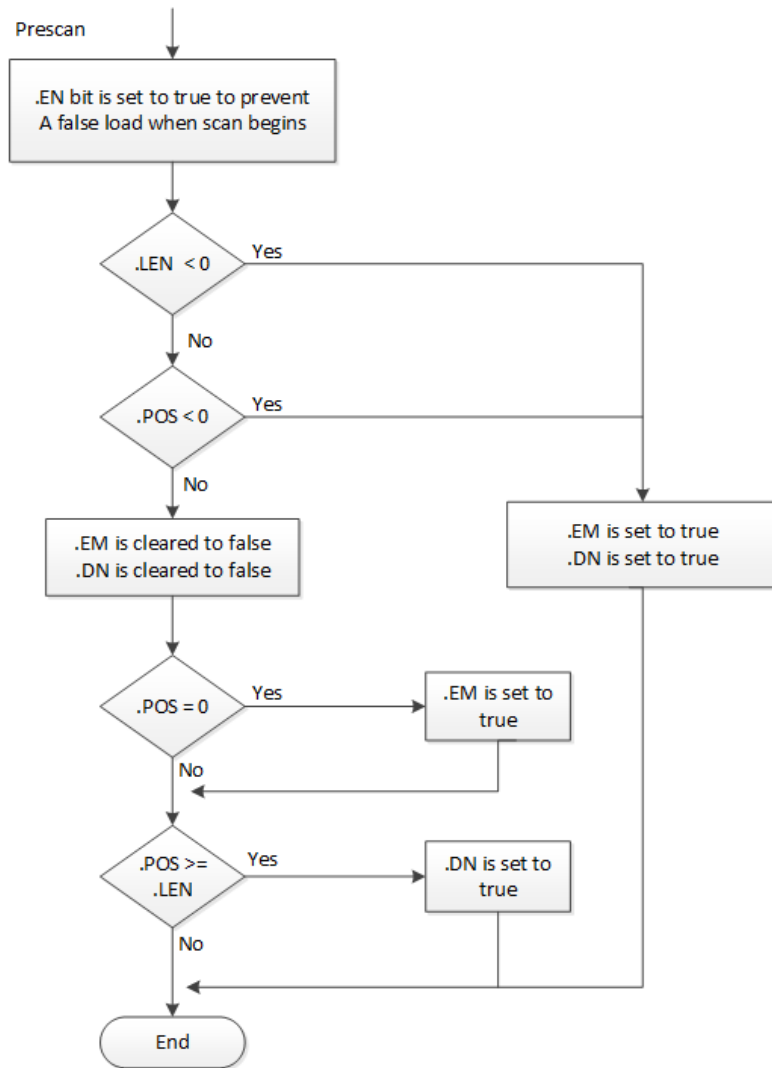 Prescan
.EN bit is set to true to prevent
A false load when scan begins
.LEN < 0
Yes
No
.POS < 0
Yes
No
.EM is cleared to false
.DN is cleared to false
.EM is set to true
.DN is set to true
.POS = 0
Yes
.EM is set to
true
No
.POS >=
.LEN
Yes
.DN is set to
true
No
End